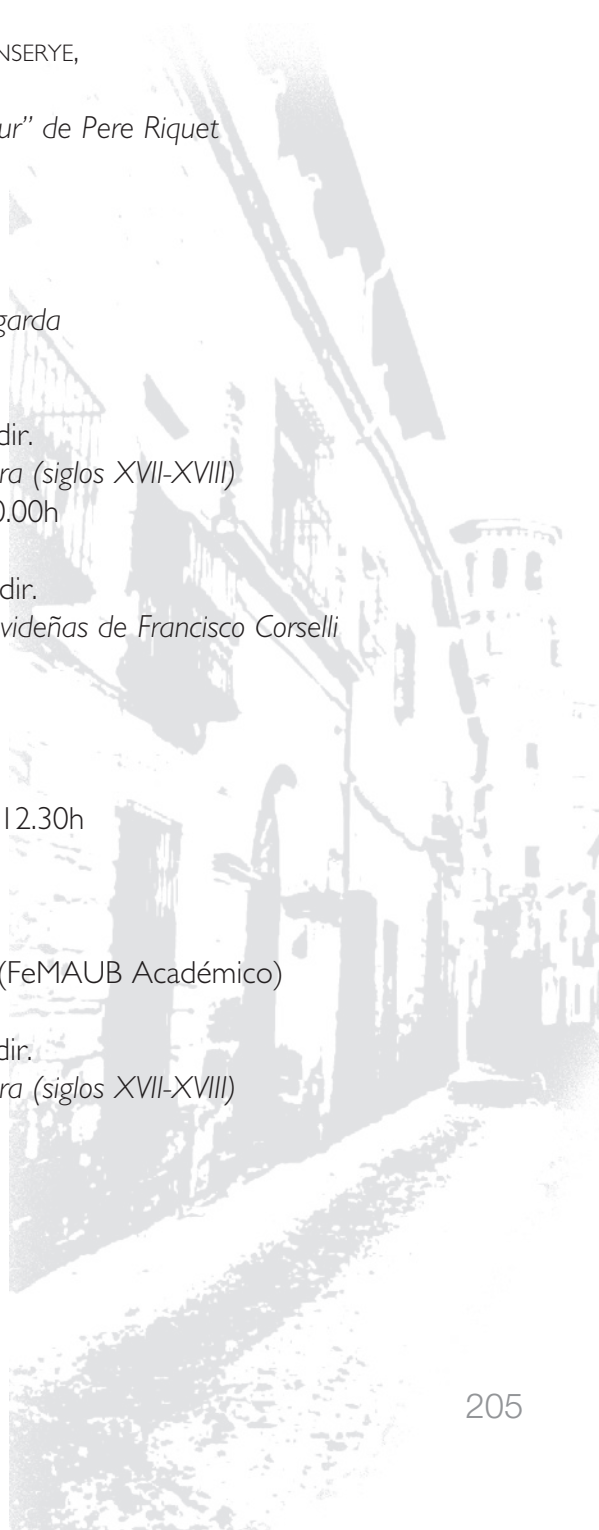 NSERYE,
ur” de Pere Riquet
garda
dir.
ra (siglos XVII-XVIII)
0.00h
dir.
videñas de Francisco Corselli
12.30h
(FeMAUB Académico)
dir.
ra (siglos XVII-XVIII)
205